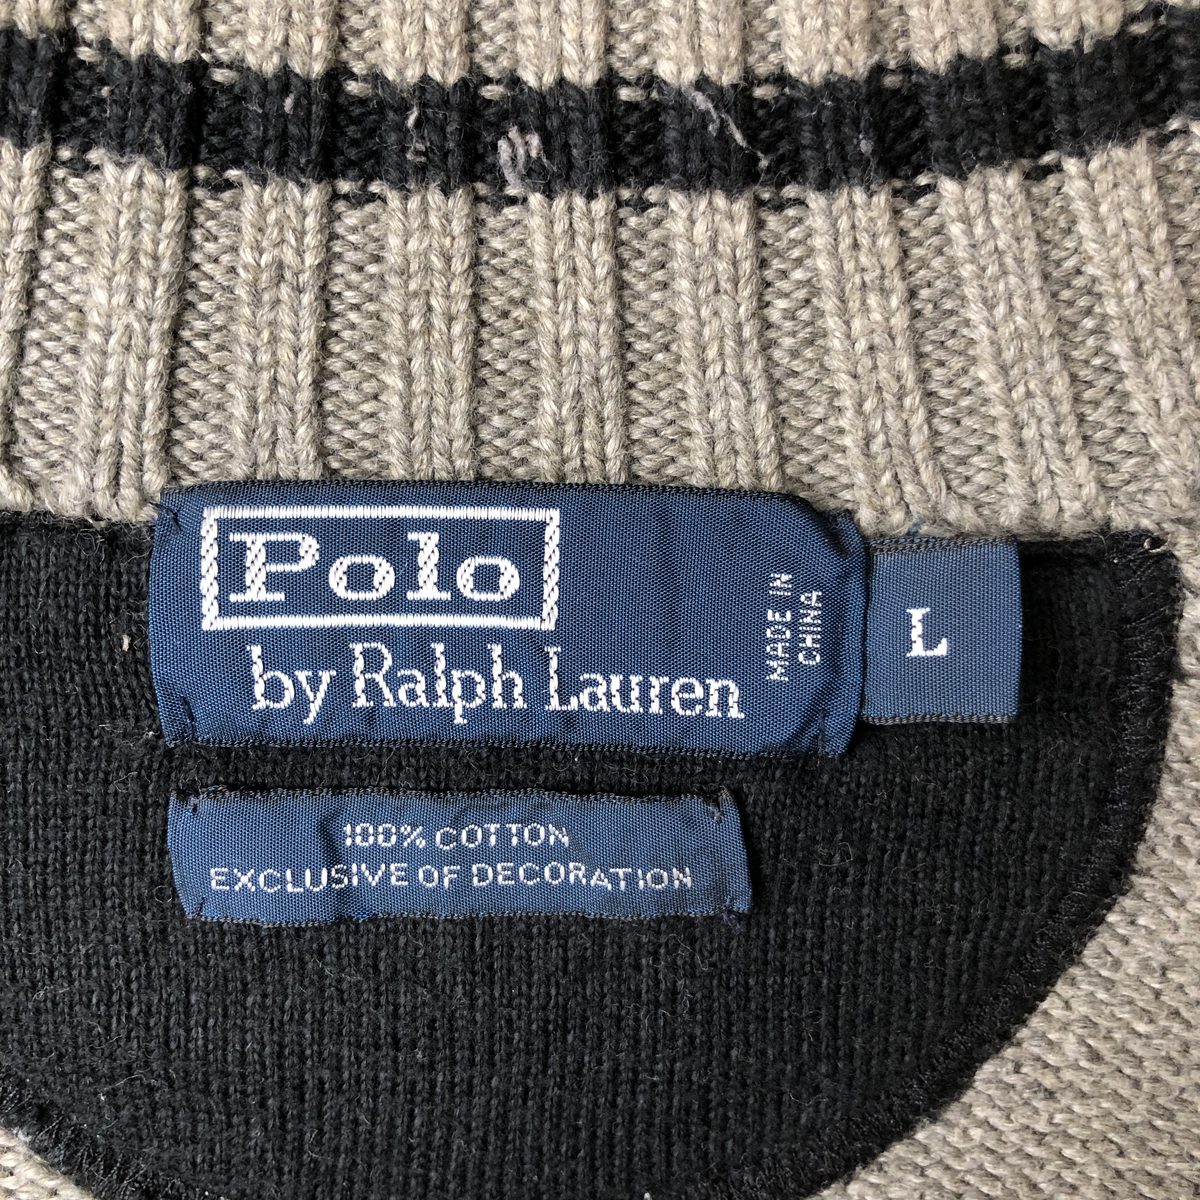 Polo
by Ralph Lauren
MADE IN
CHINA
L
100% COTTON
EXCLUSIVE OF DECORATION